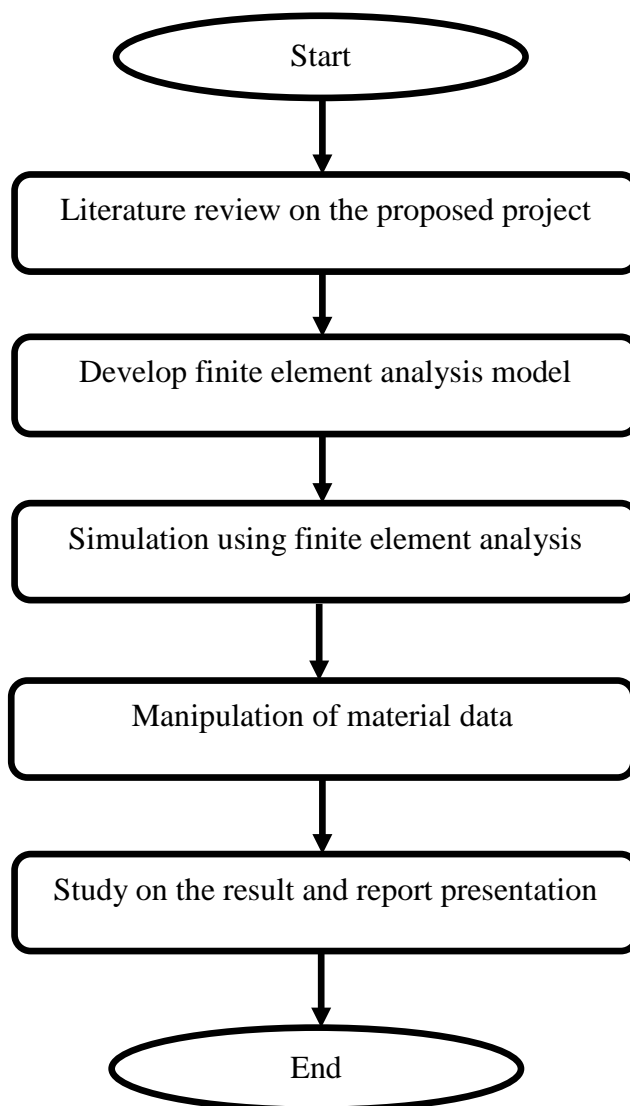 Start
Literature review on the proposed project
Develop finite element analysis model
Simulation using finite element analysis
Manipulation of material data
Study on the result and report presentation
End